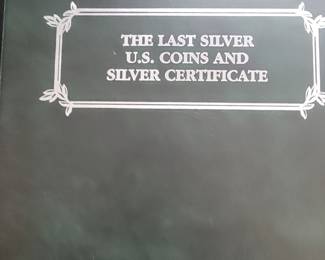 THE LAST SILVER
U.S. COINS AND
SILVER CERTIFICATE